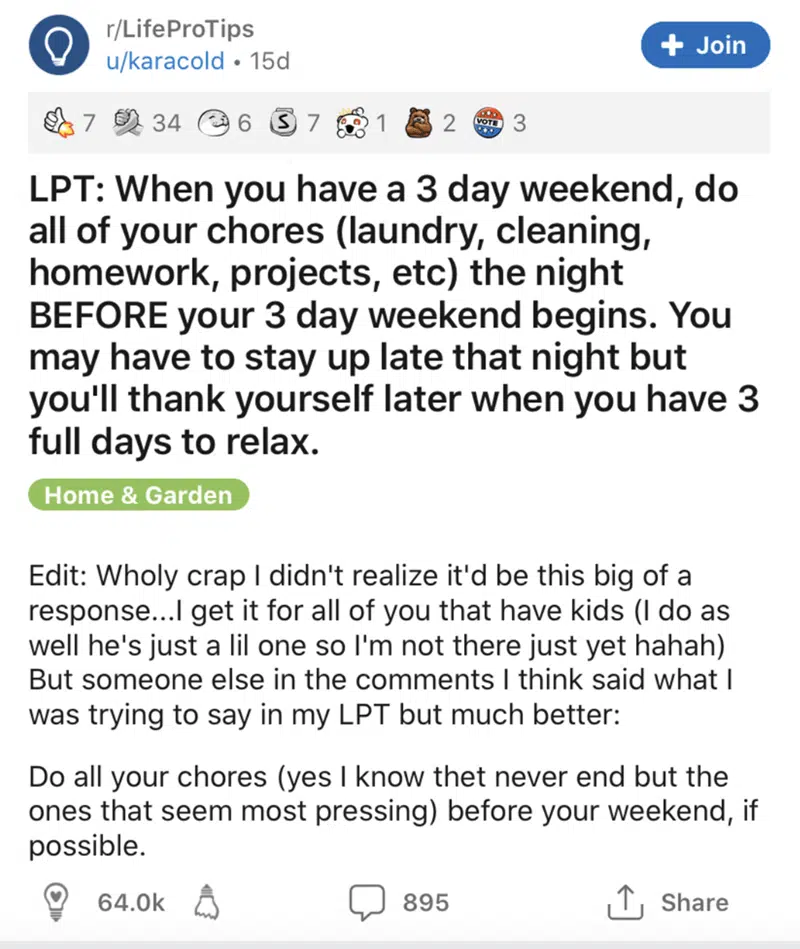 r/LifeProTips
u/karacold • 15d
Join
7 34 6 S 7 1 2 VOTE 3
LPT: When you have a 3 day weekend, do
all of your chores (laundry, cleaning,
homework, projects, etc) the night
BEFORE your 3 day weekend begins. You
may have to stay up late that night but
you'll thank yourself later when you have 3
full days to relax.
Home & Garden
Edit: Wholy crap I didn't realize it'd be this big of a
response...I get it for all of you that have kids (I do as
well he's just a lil one so I'm not there just yet hahah)
But someone else in the comments I think said what I
was trying to say in my LPT but much better:
Do all your chores (yes I know thet never end but the
ones that seem most pressing) before your weekend, if
possible.
64.0k 895 Share